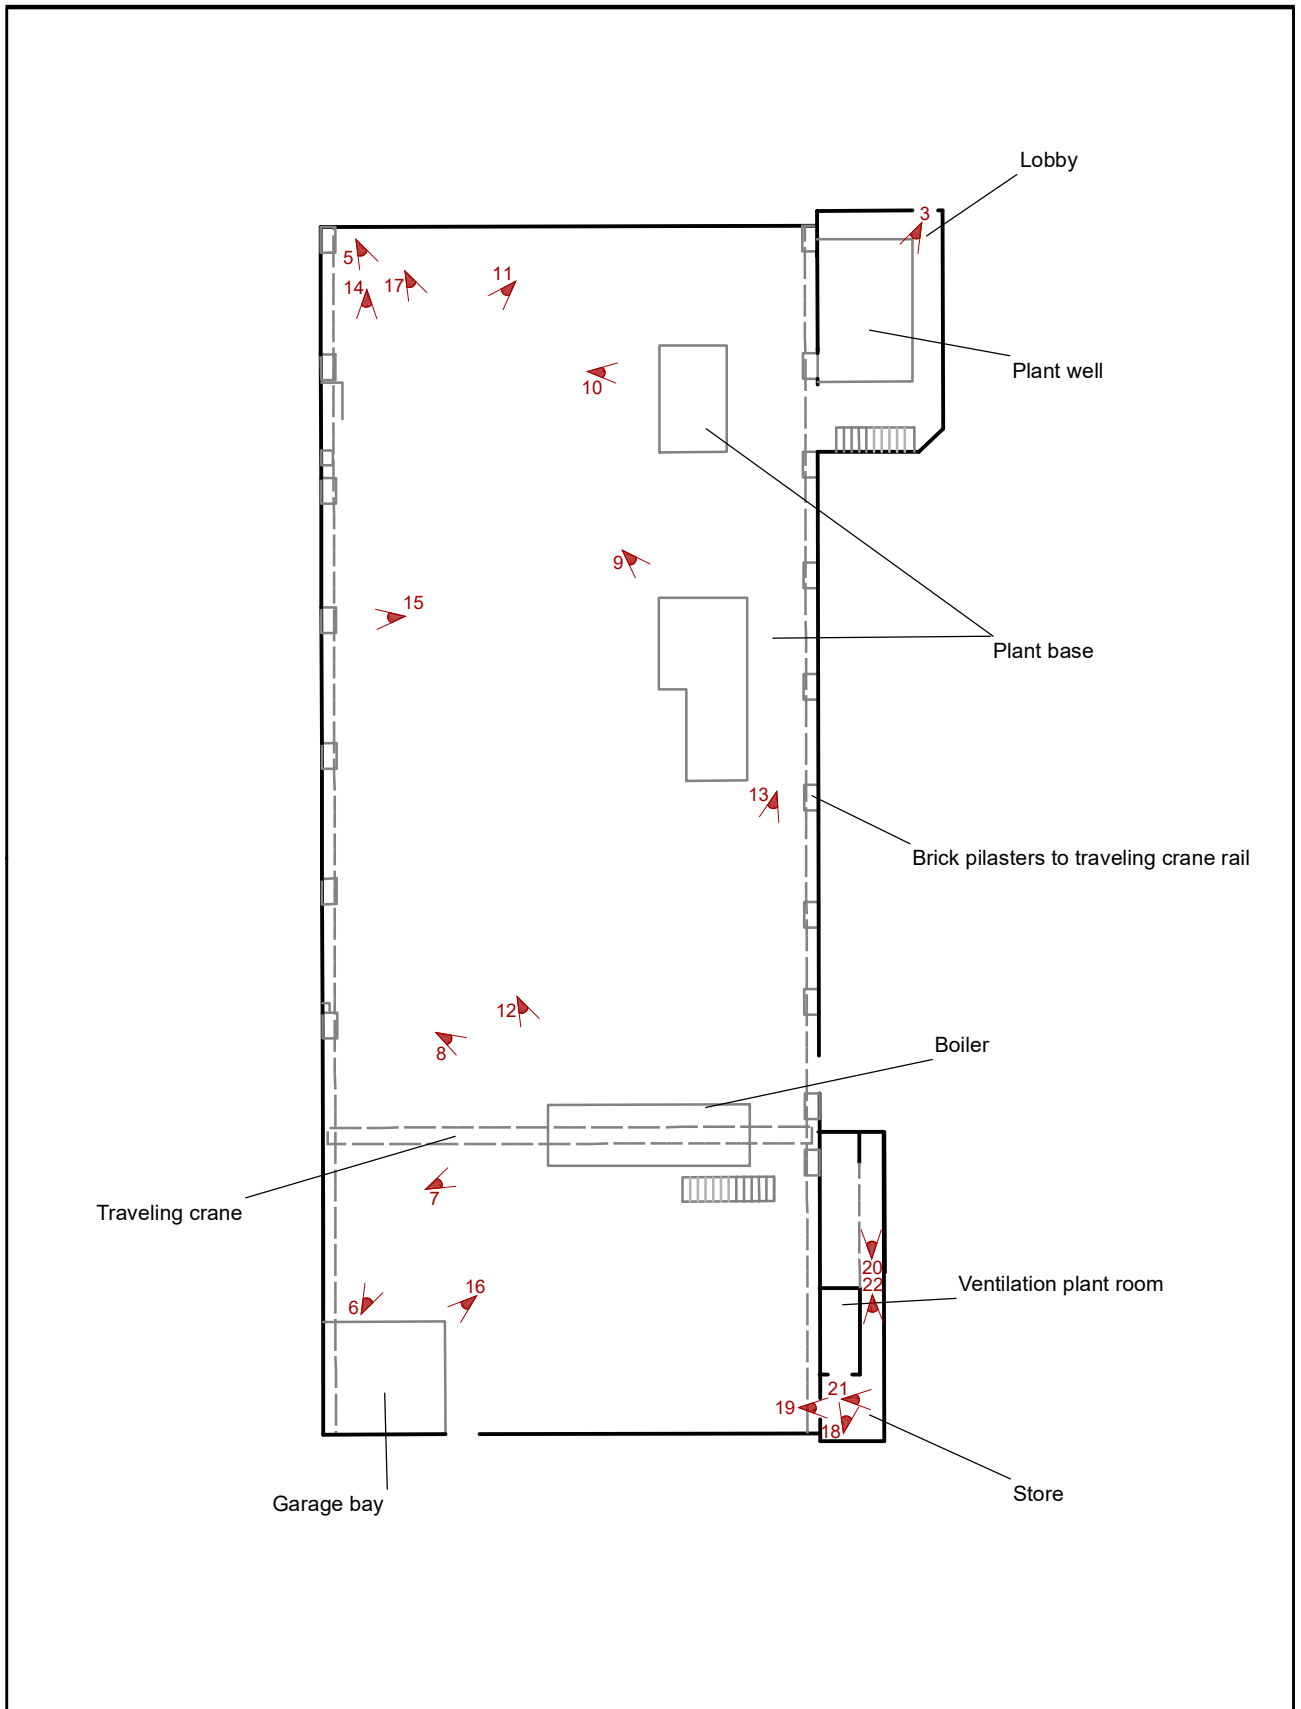 Lobby
3
5
11
17
14
Plant well
10
9
15
Plant base
13
Brick pilasters to traveling crane rail
12
8
Boiler
7
Traveling crane
20
22
Ventilation plant room
16
6
21
19
18
Store
Garage bay